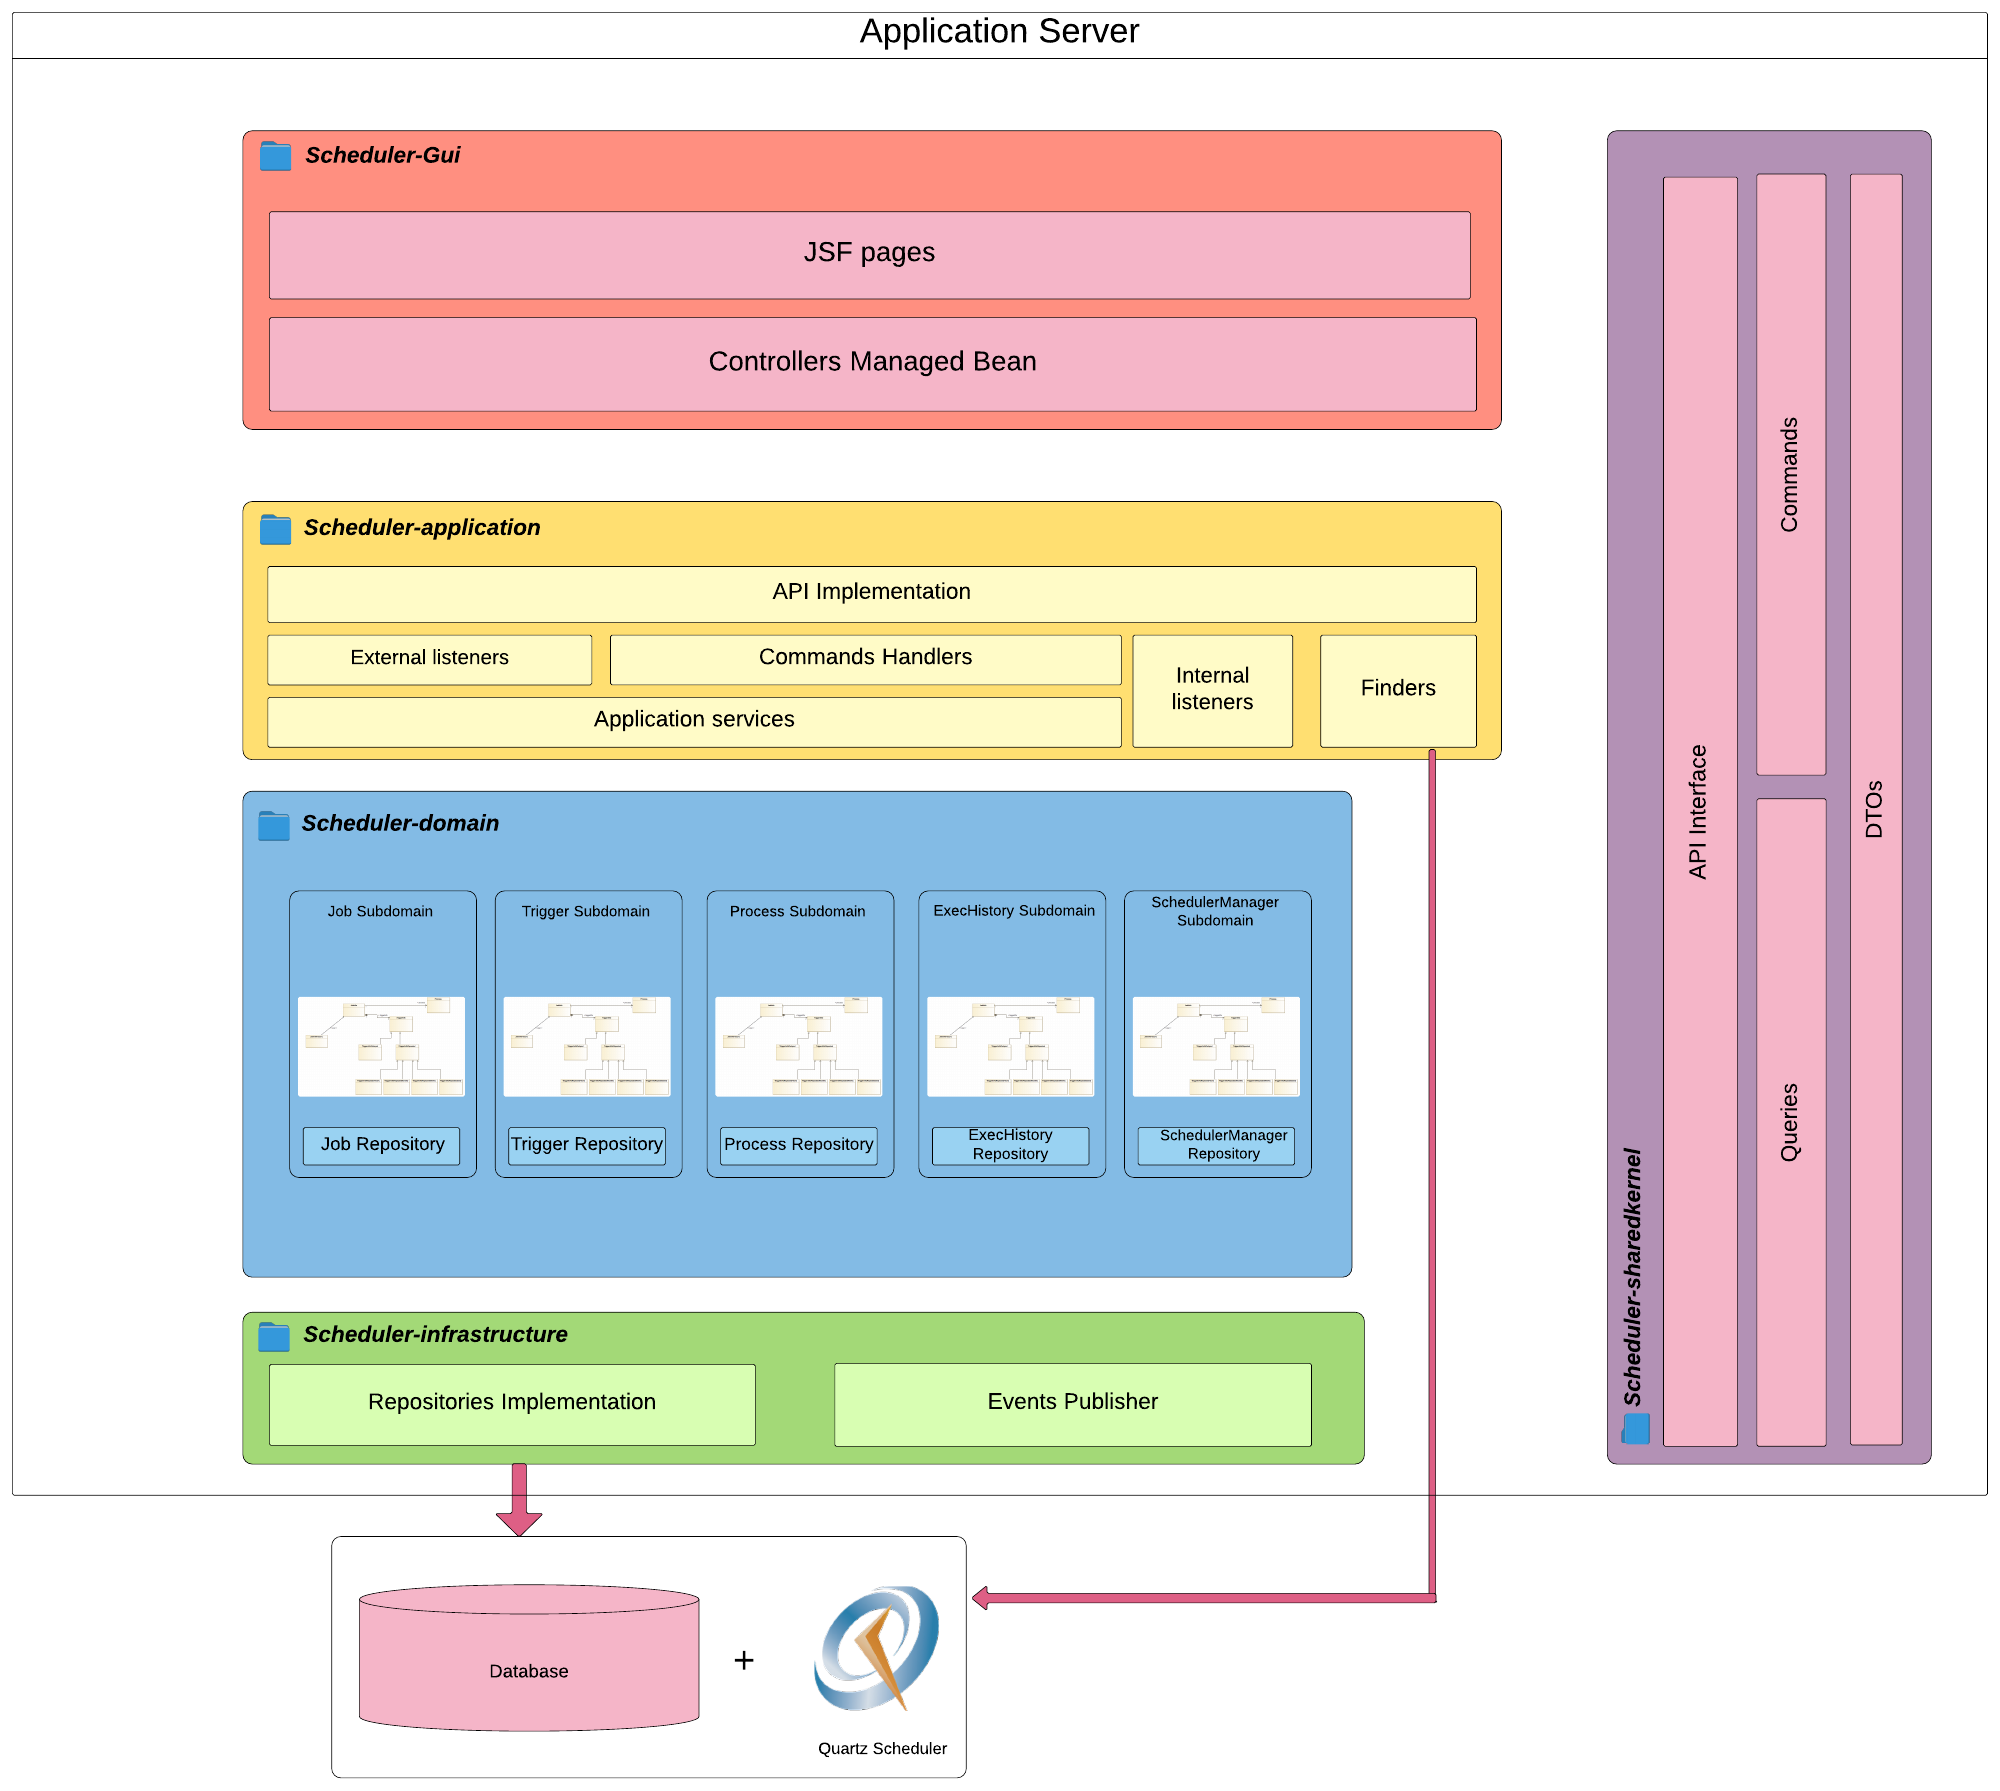 Application Server
Scheduler-Gui
JSF pages
Controllers Managed Bean
Scheduler-application
API Implementation
External listeners
Commands Handlers
Internal
listeners
Finders
Application services
Scheduler-domain
Job Subdomain
Trigger Subdomain
Process Subdomain
ExecHistory Subdomain
SchedulerManager
Subdomain
Job Repository
Trigger Repository
Process Repository
ExecHIstory
Repository
SchedulerManager
Repository
Scheduler-infrastructure
Repositories Implementation
Events Publisher
Scheduler-sharedkernel
API Interface
Commands
Queries
DTOs
Database
+
Quartz Scheduler